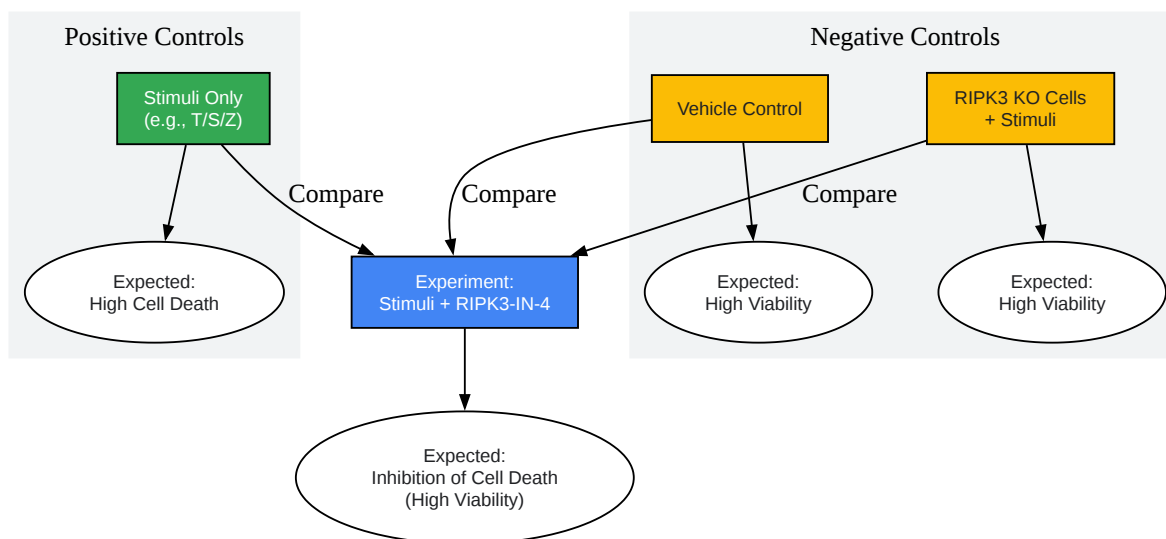 Positive Controls
Negative Controls
Stimuli Only
(e.g., T/S/Z)
Vehicle Control
RIPK3 KO Cells
+ Stimuli
Compare
Compare
Compare
Expected:
High Cell Death
Experiment:
Stimuli + RIPK3-IN-4
Expected:
High Viability
Expected:
High Viability
Expected:
Inhibition of Cell Death
(High Viability)